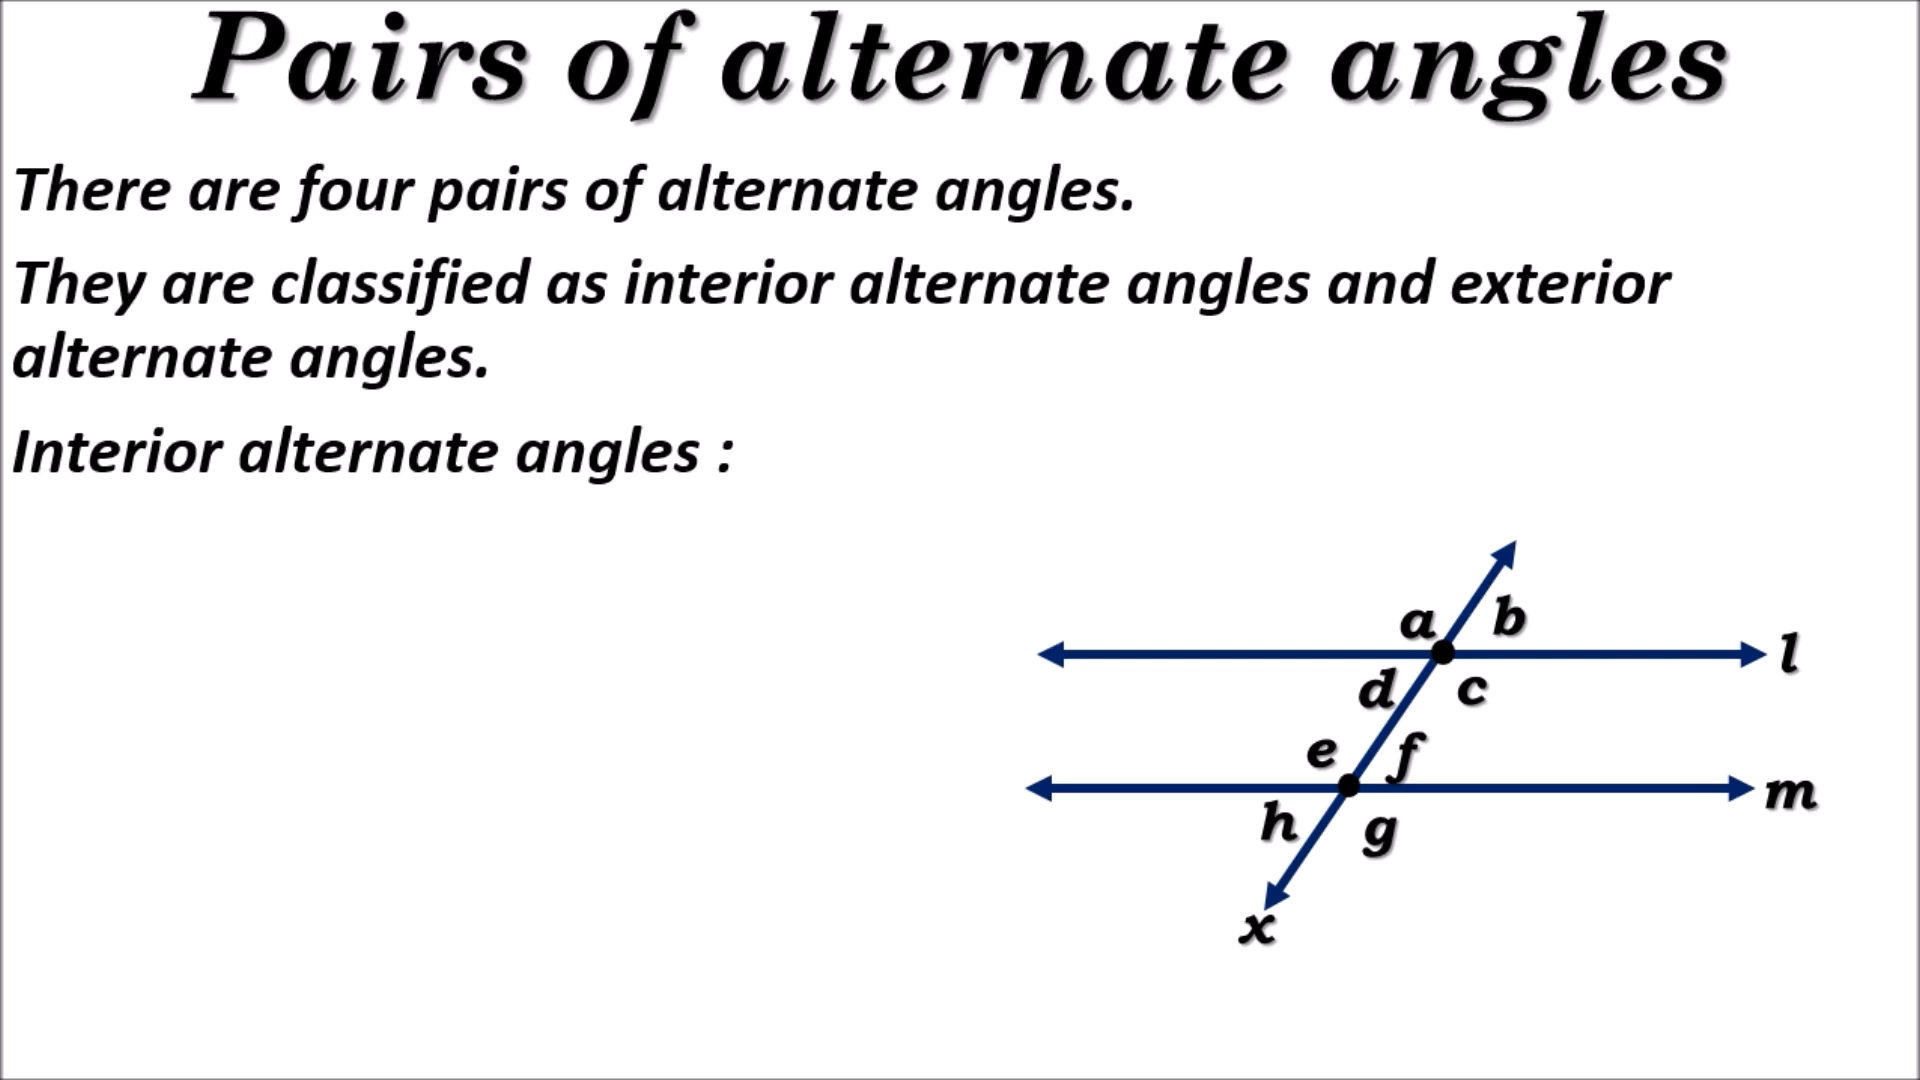 Pairs of alternate angles
There are four pairs of alternate angles.
They are classified as interior alternate angles and exterior
alternate angles.
Interior alternate angles :
a b
l
d c
e f
m
h g
x